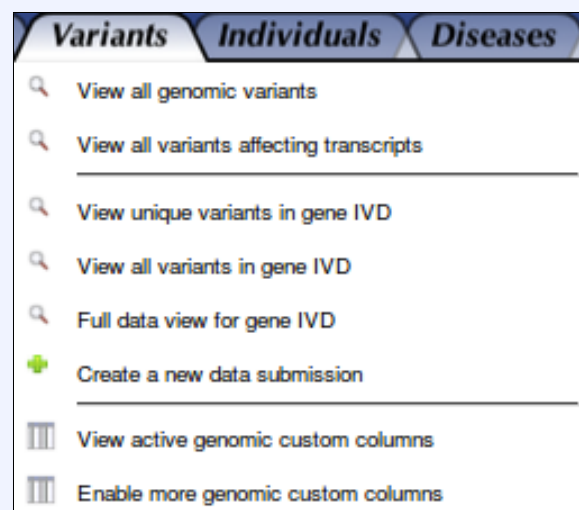 Variants Individuals Diseases
View all genomic variants
View all variants affecting transcripts
View unique variants in gene IVD
View all variants in gene IVD
Full data view for gene IVD
Create a new data submission
View active genomic custom columns
Enable more genomic custom columns